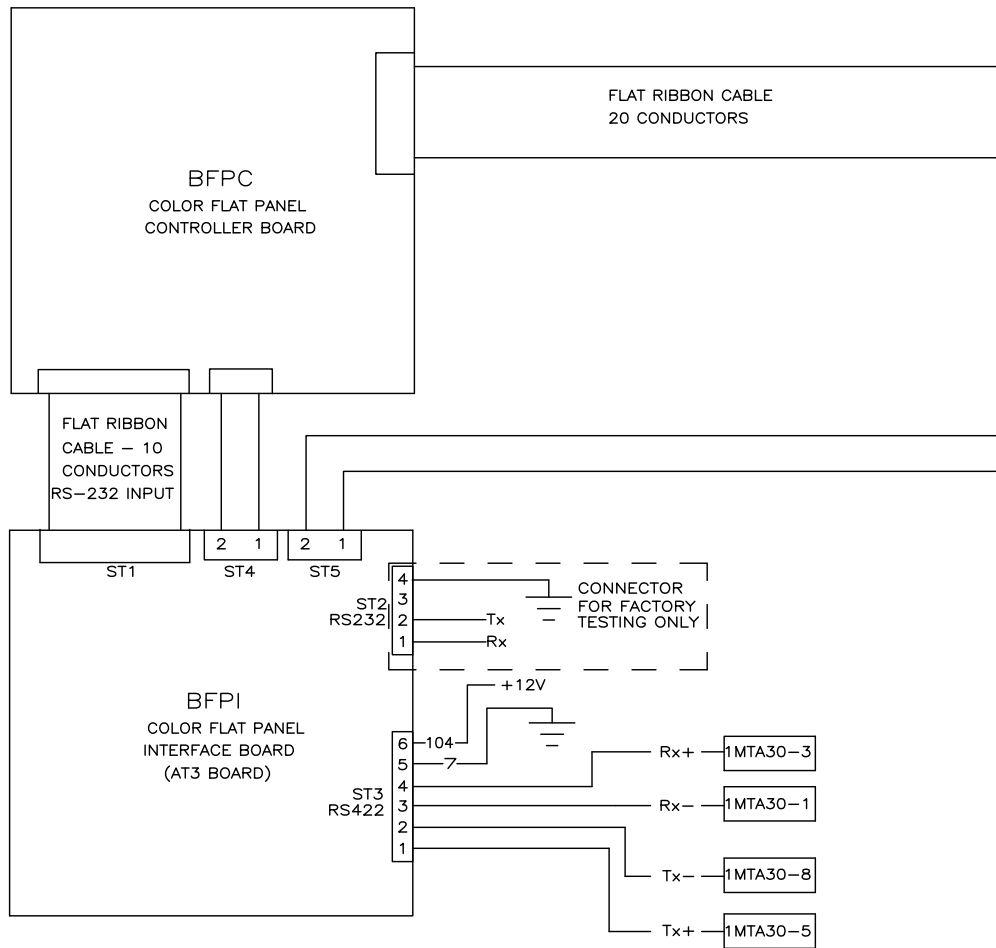 FLAT RIBBON CABLE
20 CONDUCTORS
BFPC
COLOR FLAT PANEL
CONTROLLER BOARD
FLAT RIBBON
CABLE – 10
CONDUCTORS
RS–232 INPUT
2 1
2 1
ST1
ST4
ST5
4
3
2
1
ST2
RS232
Tx
Rx
CONNECTOR
FOR FACTORY
TESTING ONLY
BFPI
COLOR FLAT PANEL
INTERFACE BOARD
(AT3 BOARD)
+12V
6
5
4
3
2
1
104
7
ST3
RS422
Rx+
1MTA30–3
Rx–
1MTA30–1
Tx–
1MTA30–8
Tx+
1MTA30–5